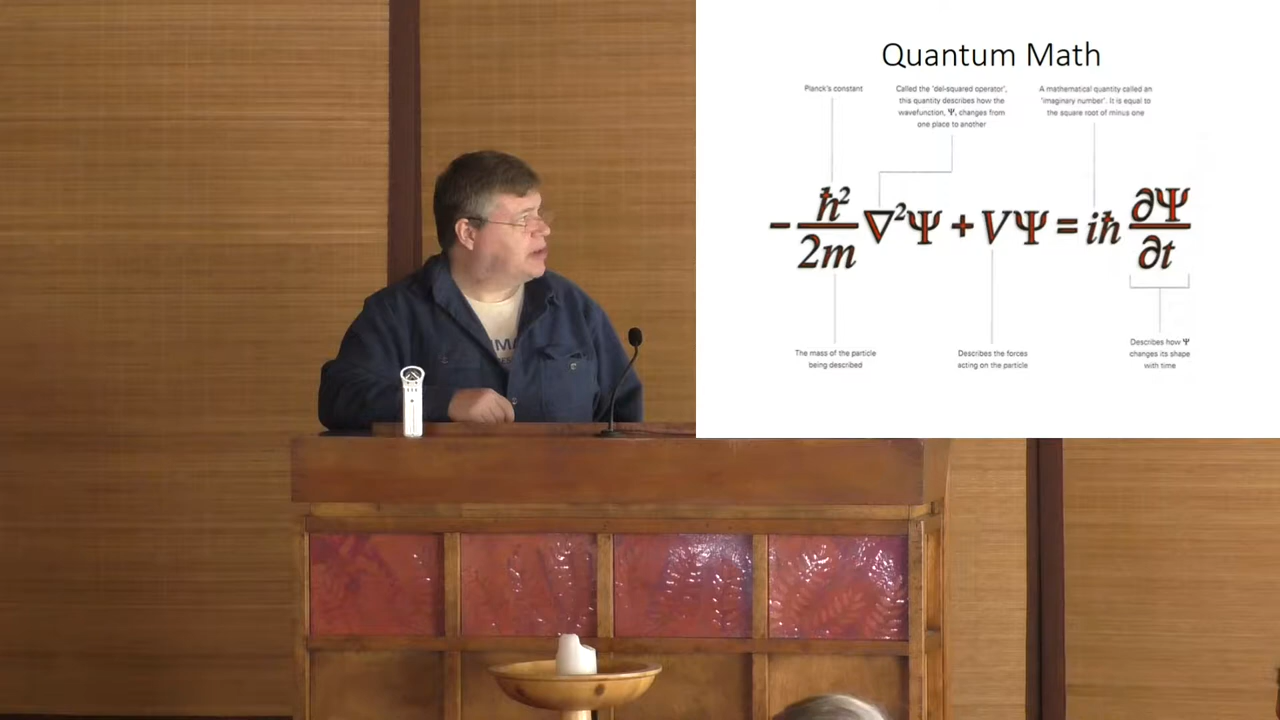 Quantum Math
Planck's constant
Called the 'del-squared operator',
this quantity describes how the
wavefunction, Ψ, changes from
one place to another
A mathematical quantity called an
'imaginary number'. It is equal to
the square root of minus one
-ħ²/2m ∇²Ψ + VΨ = iħ ∂Ψ/∂t
The mass of the particle
being described
Describes the forces
acting on the particle
Describes how Ψ
changes its shape
with time